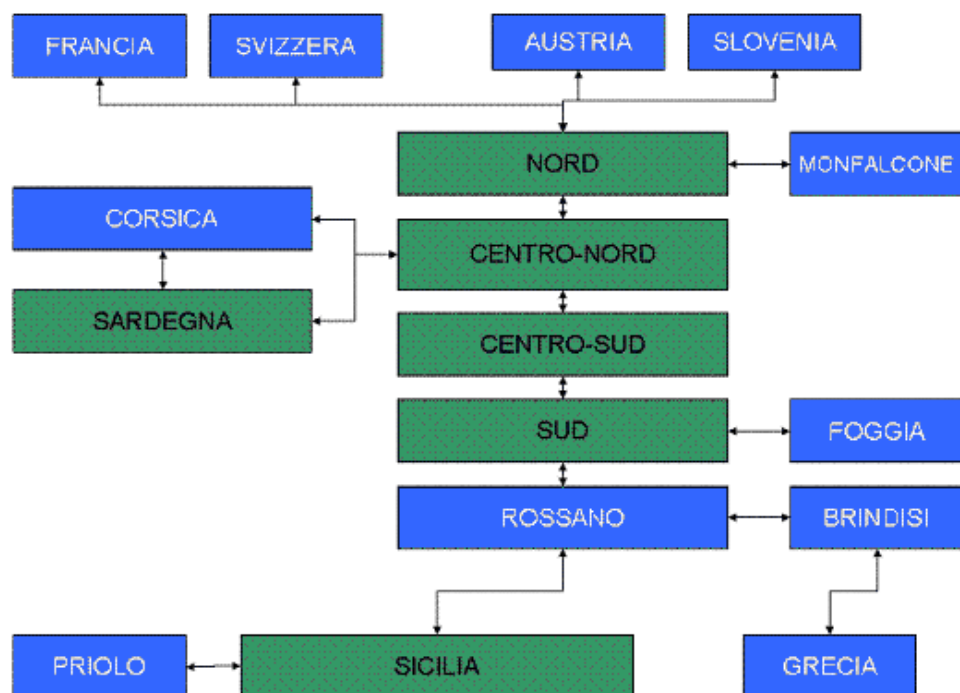 FRANCIA
SVIZZERA
AUSTRIA
SLOVENIA
NORD
MONFALCONE
CORSICA
CENTRO-NORD
SARDEGNA
CENTRO-SUD
SUD
FOGGIA
ROSSANO
BRINDISI
PRIOLO
SICILIA
GRECIA